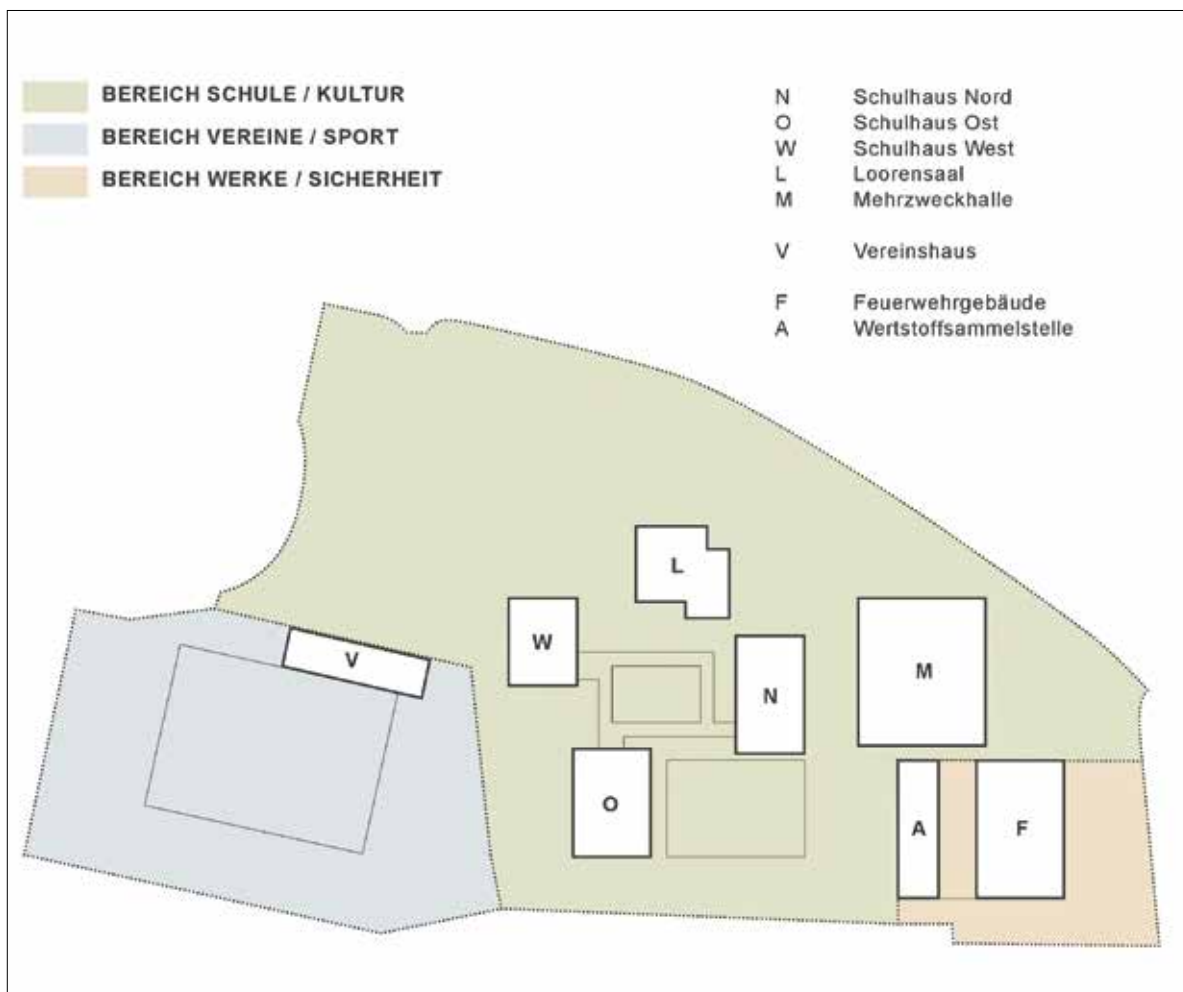 BEREICH SCHULE / KULTUR
BEREICH VEREINE / SPORT
BEREICH WERKE / SICHERHEIT
N Schulhaus Nord
O Schulhaus Ost
W Schulhaus West
L Loorensaal
M Mehrzweckhalle
V Vereinshaus
F Feuerwehrgebäude
A Wertstoffsammelstelle
L
W
V
N
M
O
A
F